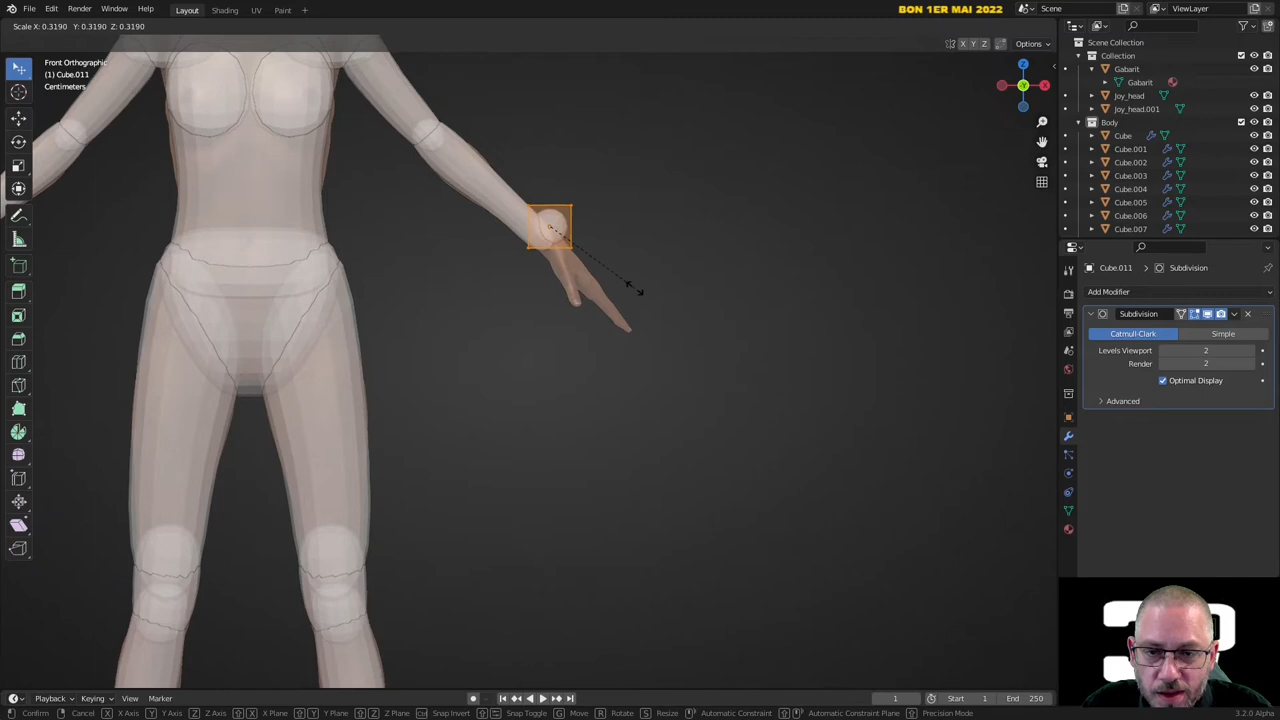 File Edit Render Window Help Layout Shading UV Paint + BON 1ER MAI 2022 Scene ViewLayer
Scale X: 0.3190 Y: 0.3190 Z: 0.3190
X Y Z Options
Front Orthographic
(1) Cube.011
Centimeters
Z
X
Y
Scene Collection
Collection
Gabarit
Gabarit
Joy_head
Joy_head.001
Body
Cube
Cube.001
Cube.002
Cube.003
Cube.004
Cube.005
Cube.006
Cube.007
Cube.011 Subdivision
Add Modifier
Subdivision
Catmull-Clark Simple
Levels Viewport 2
Render 2
Optimal Display
Advanced
Playback Keying View Marker 1 Start 1 End 250
Confirm Cancel X X Axis Y Y Axis Z Z Axis X X Plane Y Y Plane Z Z Plane Snap Invert Snap Toggle G Move R Rotate S Resize Automatic Constraint Automatic Constraint Plane Precision Mode 3.2.0 Alpha